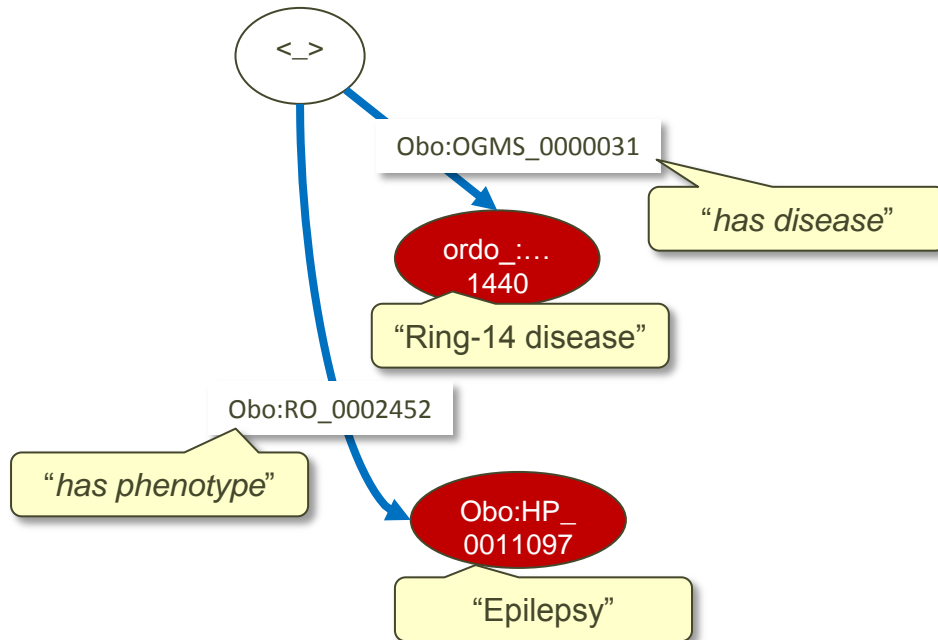 <_>
Obo:OGMS_0000031
“has disease”
ordo_:...
1440
“Ring-14 disease”
Obo:RO_0002452
“has phenotype”
Obo:HP_
0011097
“Epilepsy”